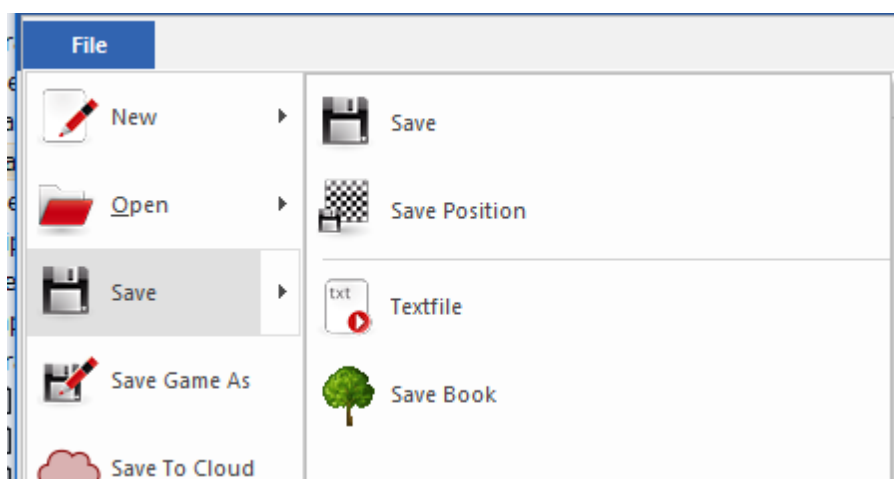 File
New
Open
Save
Save Game As
Save To Cloud
Save
Save Position
txt
Textfile
Save Book